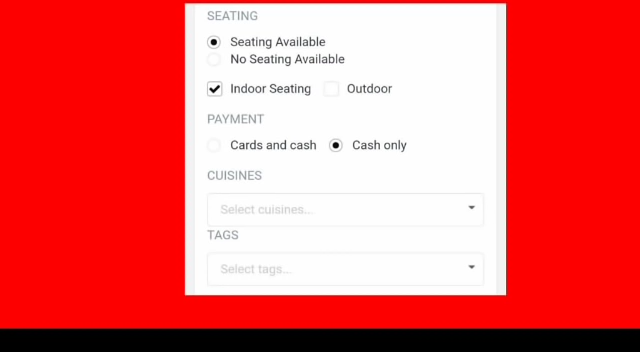 SEATING
Seating Available
No Seating Available
Indoor Seating Outdoor
PAYMENT
Cards and cash Cash only
CUISINES
Select cuisines...
TAGS
Select tags...